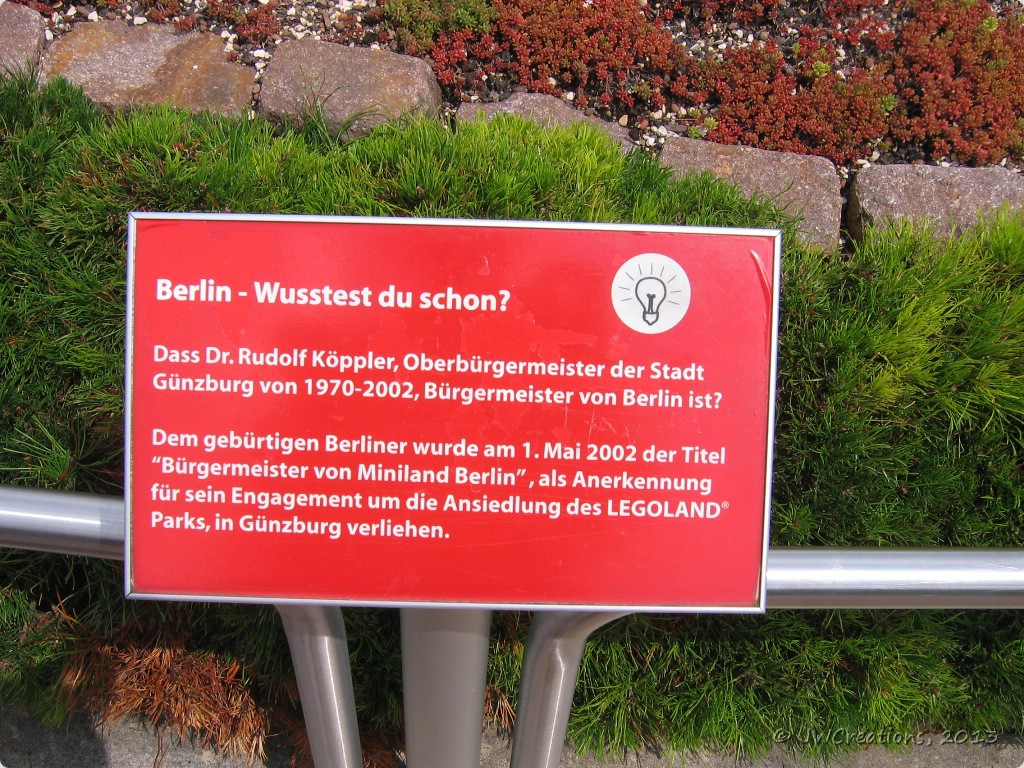 Berlin - Wusstest du schon?
Dass Dr. Rudolf Köppler, Oberbürgermeister der Stadt
Günzburg von 1970-2002, Bürgermeister von Berlin ist?
Dem gebürtigen Berliner wurde am 1. Mai 2002 der Titel
“Bürgermeister von Miniland Berlin” , als Anerkennung
für sein Engagement um die Ansiedlung des LEGOLAND®
Parks, in Günzburg verliehen.
© UwCreations, 2013